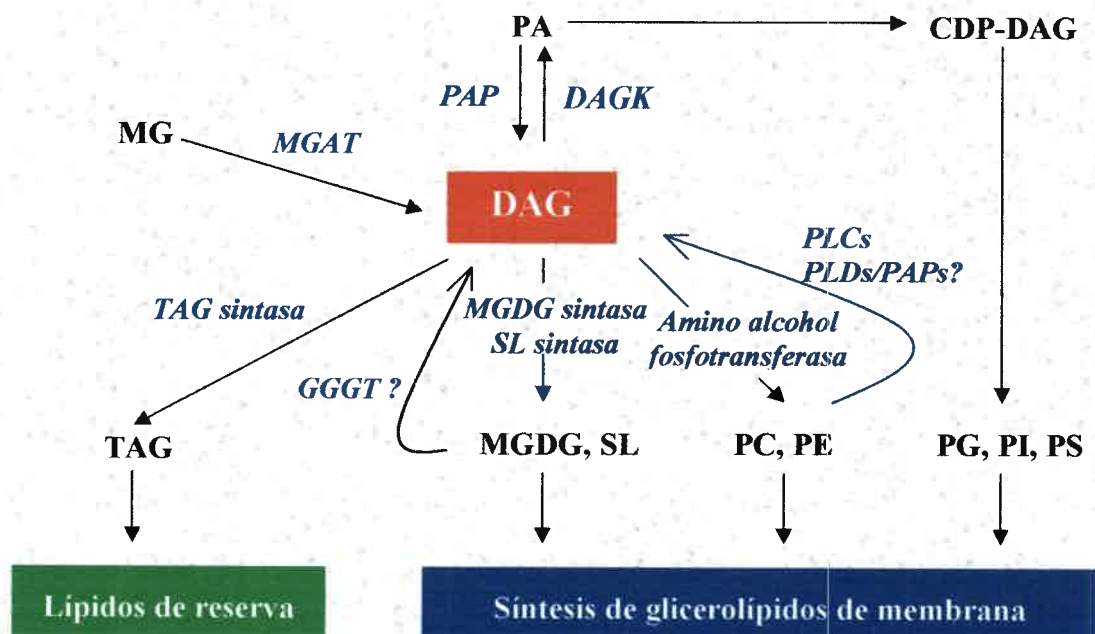 PA
CDP-DAG
PAP
DAGK
MG
MGAT
DAG
PLCs
PLDs/PAPs?
TAG sintasa
MGDG sintasa
SL sintasa
Amino alcohol
fosfotransferasa
GGGT ?
TAG
MGDG, SL
PC, PE
PG, PI, PS
Lípidos de reserva
Síntesis de glicerolípidos de membrana